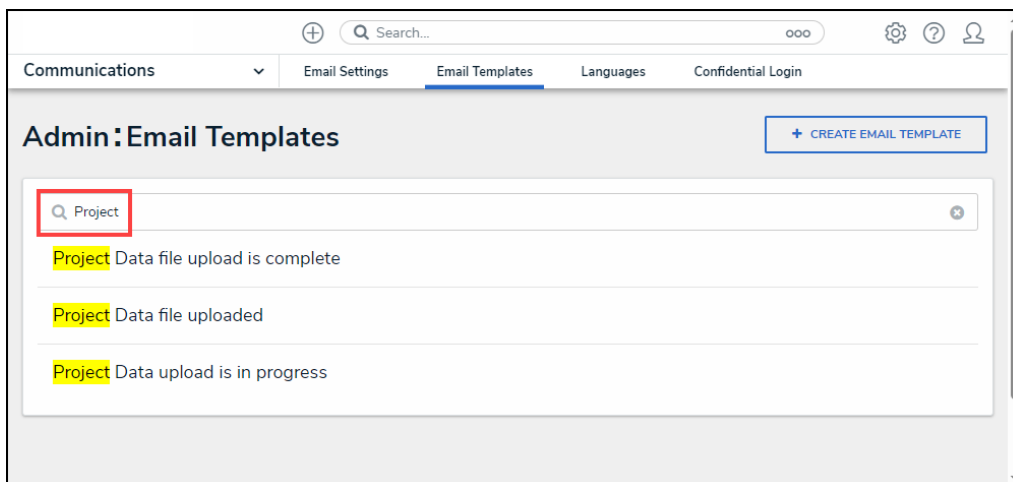 Search...
Communications
Email Settings
Email Templates
Languages
Confidential Login
Admin:Email Templates
+ CREATE EMAIL TEMPLATE
Project
Project Data file upload is complete
Project Data file uploaded
Project Data upload is in progress